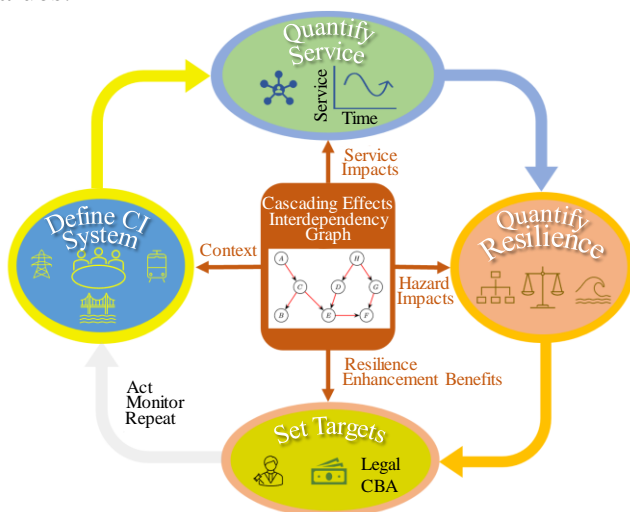 Quantify
Service
Service
Time
Service
Impacts
Define CI
System
Context
Cascading Effects
Interdependency
Graph
A
H
C
D
G
B
E
F
Quantify
Resilience
Hazard
Impacts
Resilience
Enhancement Benefits
Act
Monitor
Repeat
Set Targets
Legal
CBA